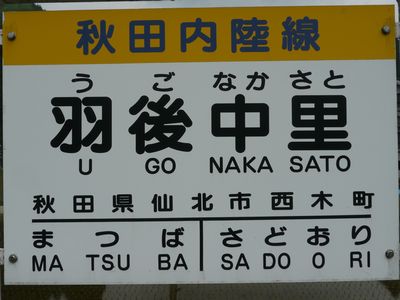 秋田内陸線
うご なかさと
羽後中里
U GO NAKA SATO
秋田県仙北市西木町
まつば さどおり
MA TSU BA SA DO O RI